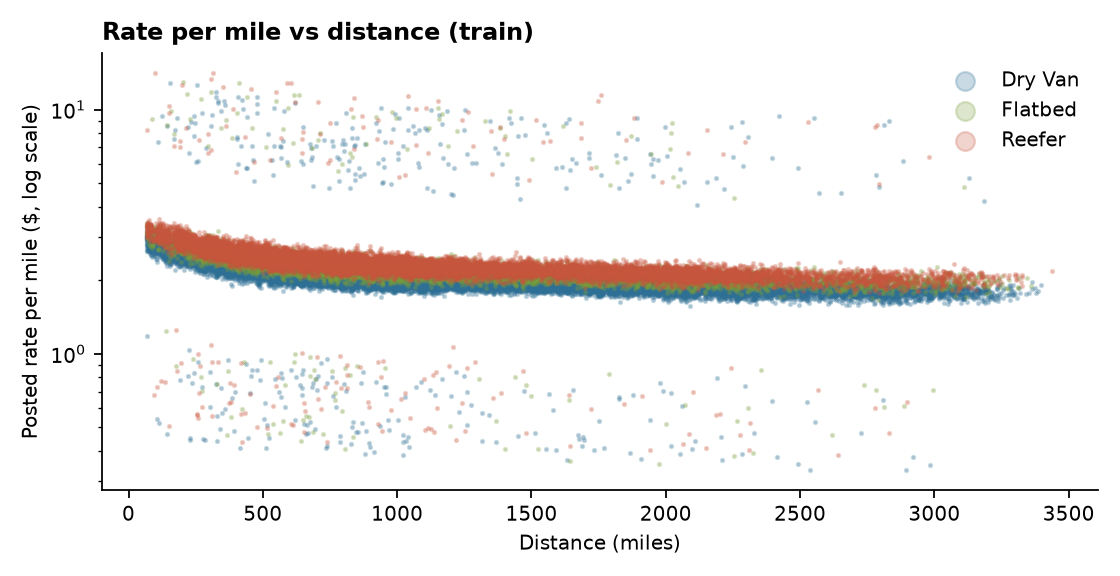 Rate per mile vs distance (train)
Posted rate per mile ($, log scale)
10¹
10⁰
Dry Van
Flatbed
Reefer
0 500 1000 1500 2000 2500 3000 3500
Distance (miles)